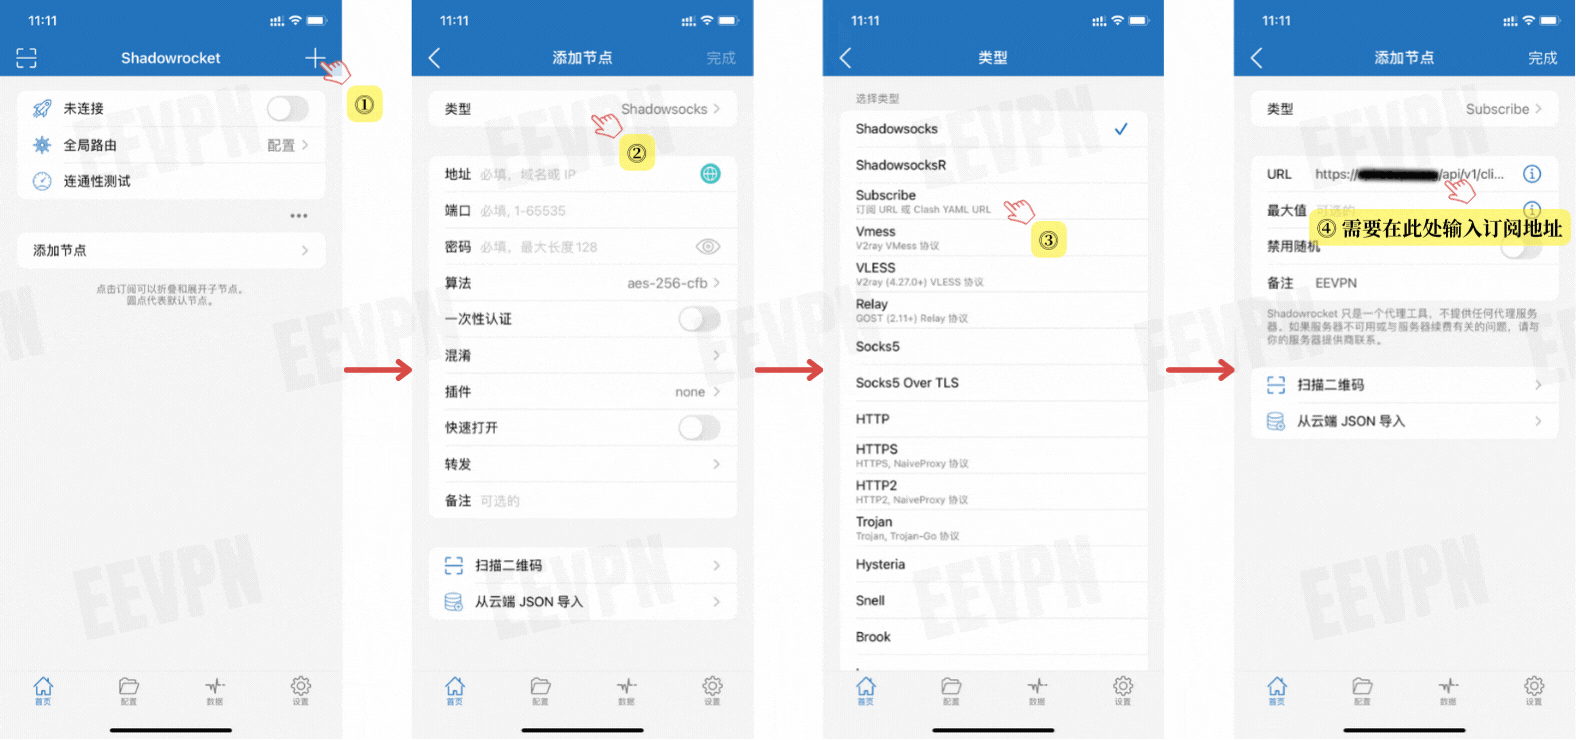 11:11
Shadowrocket
①
未连接
全局路由
配置
连通性测试
添加节点
点击订阅可以折叠和展开子节点。
圆点代表默认节点。
首页
配置
数据
设置
11:11
添加节点
完成
类型
Shadowsocks
②
地址
必填，域名或 IP
端口
必填, 1-65535
密码
必填，最大长度128
算法
aes-256-cfb
一次性认证
混淆
插件
none
快速打开
转发
备注
可选的
扫描二维码
从云端 JSON 导入
首页
配置
数据
设置
11:11
类型
选择类型
Shadowsocks
ShadowsocksR
Subscribe
订阅 URL 或 Clash YAML URL
③
Vmess
V2ray VMess 协议
VLESS
V2ray (4.27.0+) VLESS 协议
Relay
GOST (2.11+) Relay 协议
Socks5
Socks5 Over TLS
HTTP
HTTPS
HTTPS, NaiveProxy 协议
HTTP2
HTTP2, NaiveProxy 协议
Trojan
Trojan, Trojan-Go 协议
Hysteria
Snell
Brook
首页
配置
数据
设置
11:11
添加节点
完成
类型
Subscribe
URL
https:// /api/v1/cli...
最大值
可选的
④ 需要在此处输入订阅地址
禁用随机
备注
EEVPN
Shadowrocket 只是一个代理工具，不提供任何代理服务
器。如果服务器不可用或与服务器续费有关的问题，请与
你的服务器提供商联系。
扫描二维码
从云端 JSON 导入
首页
配置
数据
设置
EEVPN
EEVPN
EEVPN
EEVPN
EEVPN
EEVPN
EEVPN
EEVPN